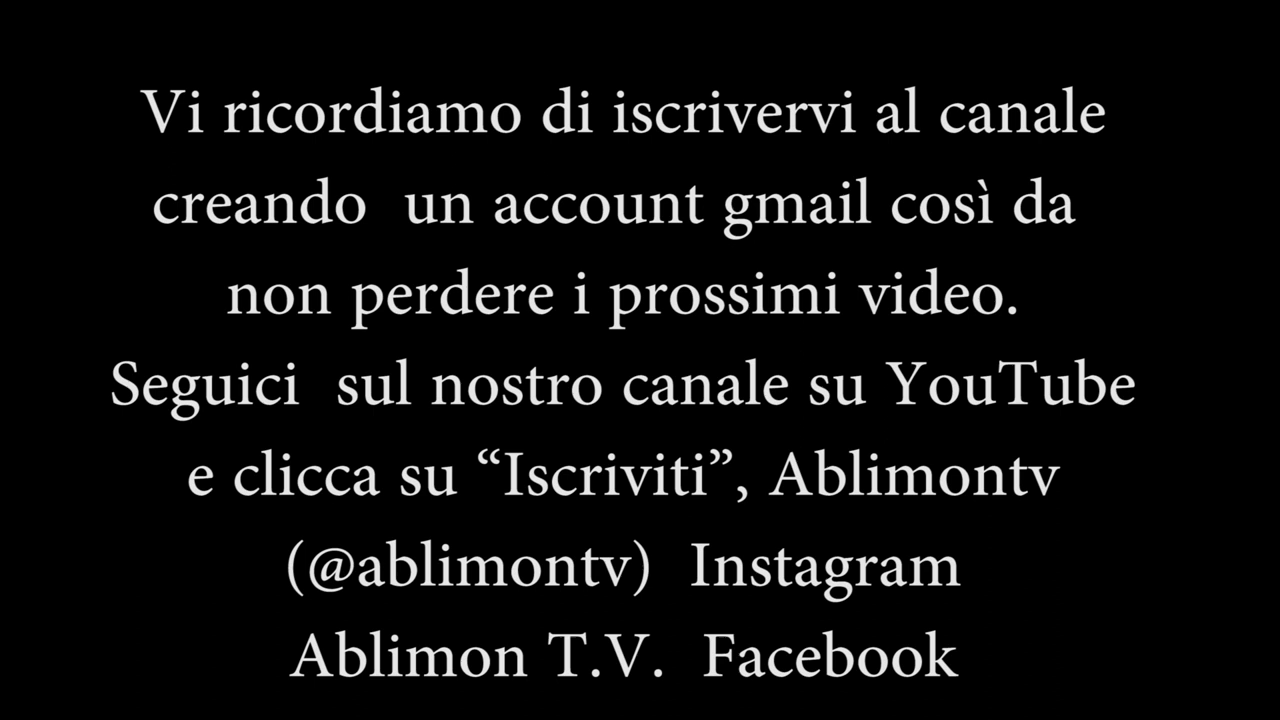 Vi ricordiamo di iscrivervi al canale
creando  un account gmail così da
non perdere i prossimi video.
Seguici  sul nostro canale su YouTube
e clicca su “Iscriviti”, Ablimontv
(@ablimontv)  Instagram
Ablimon T.V.  Facebook